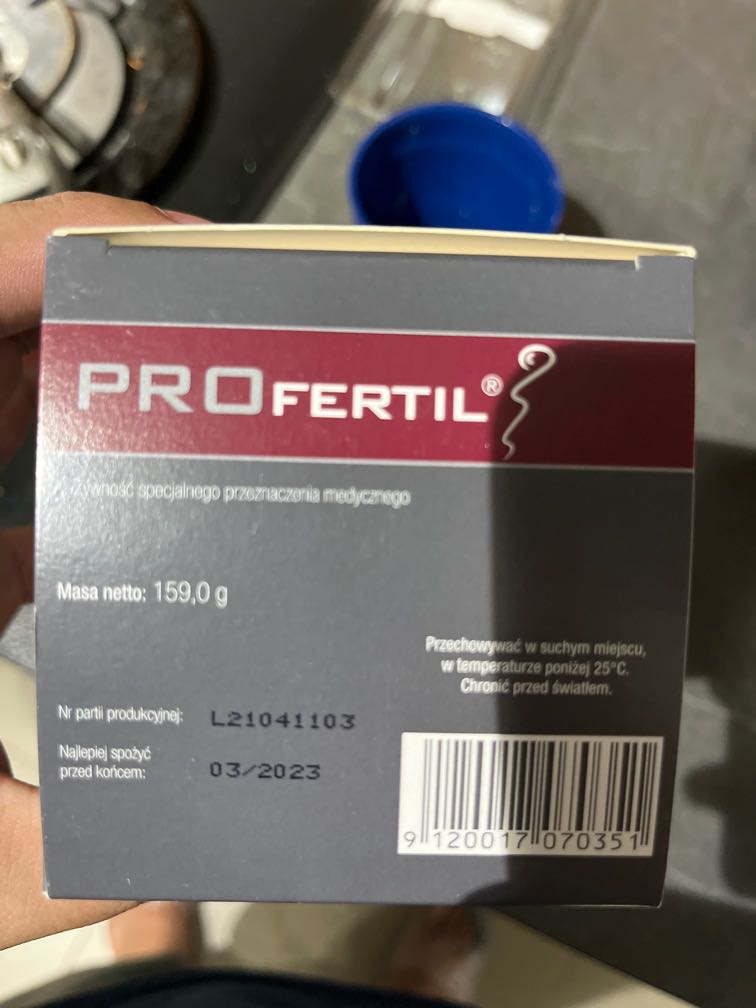 PROFERTIL®
Żywność specjalnego przeznaczenia medycznego
Masa netto: 159,0 g
Przechowywać w suchym miejscu,
w temperaturze poniżej 25°C.
Chronić przed światłem.
Nr partii produkcyjnej: L21041103
Najlepiej spożyć
przed końcem: 03/2023
9 120017 070351